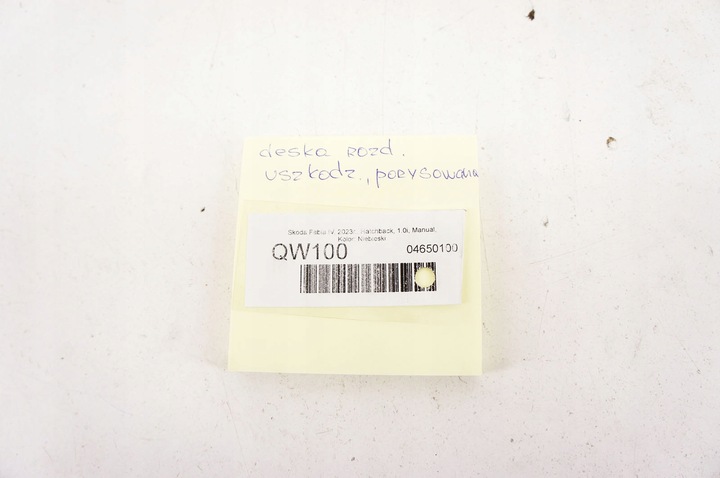 deska rozd.
uszkodz., porysowana
Skoda Fabia IV, 2023r., Hatchback, 1.0i, Manual,
Kolor: Niebieski
QW100 04650100